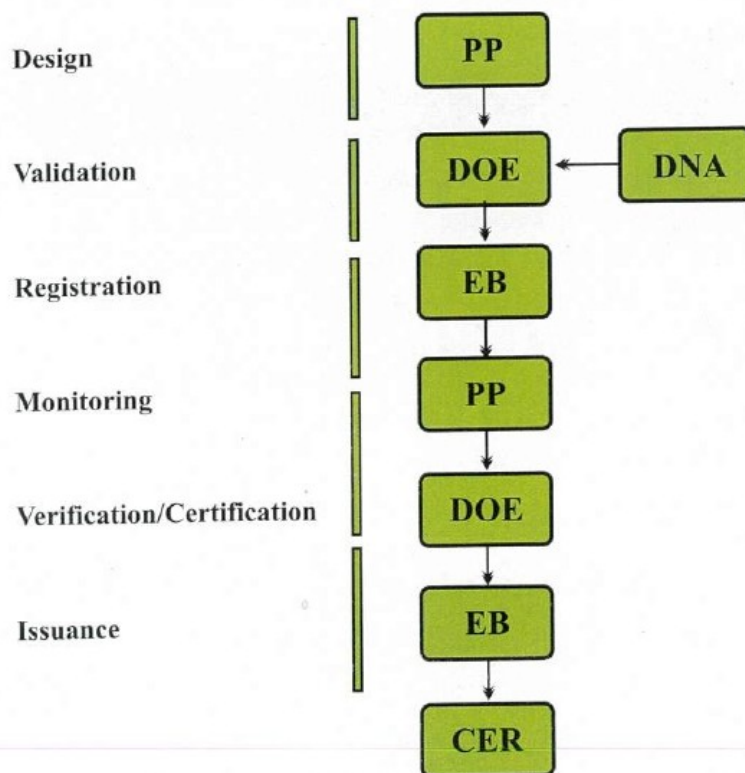 Design
PP
Validation
DOE
DNA
Registration
EB
Monitoring
PP
Verification/Certification
DOE
Issuance
EB
CER